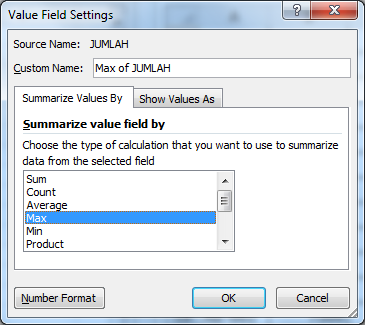 Value Field Settings
Source Name: JUMLAH
Custom Name: Max of JUMLAH
Summarize Values By Show Values As
Summarize value field by
Choose the type of calculation that you want to use to summarize
data from the selected field
Sum
Count
Average
Max
Min
Product
Number Format OK Cancel